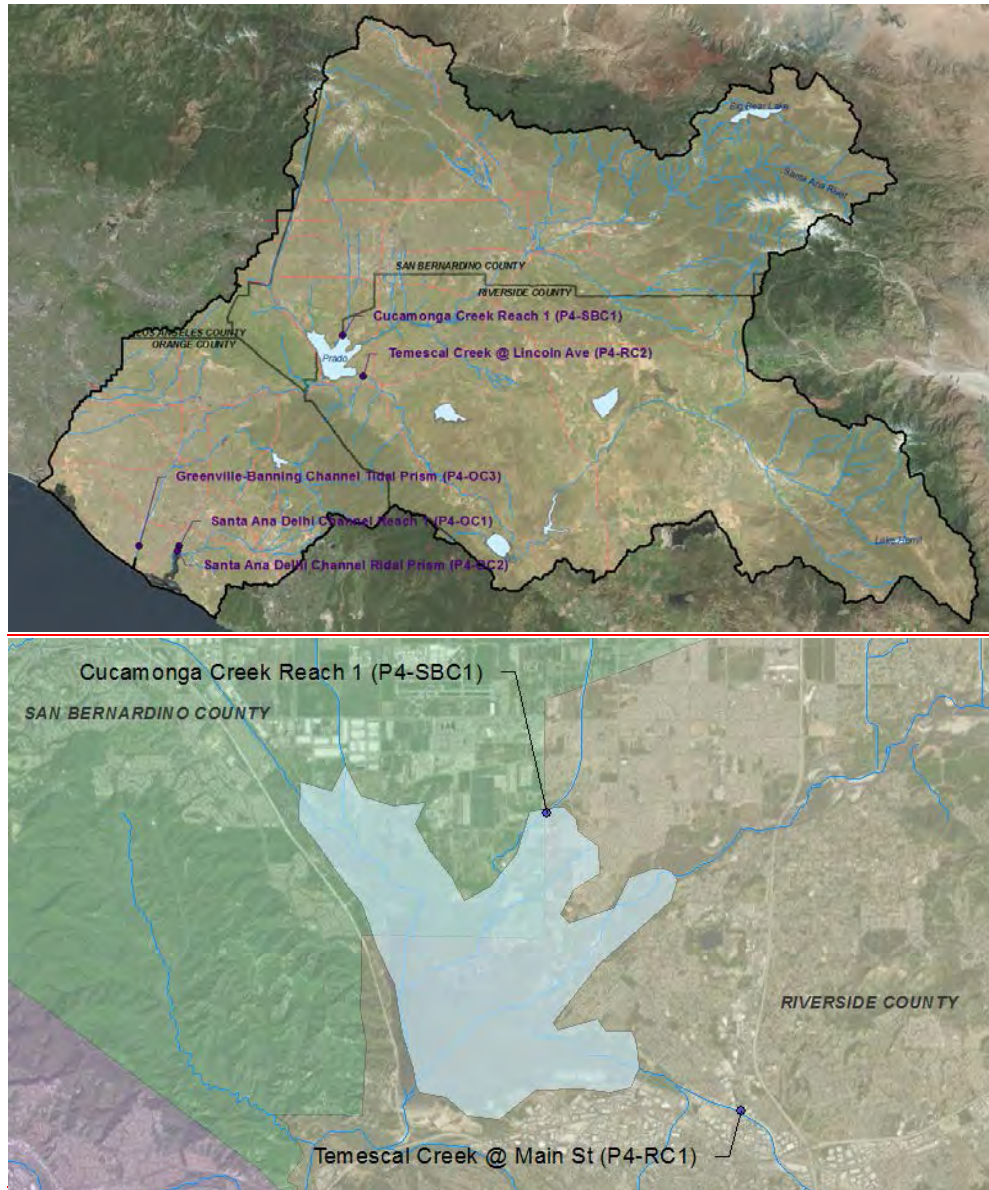 Big Bear Lake
Santa Ana River
SAN BERNARDINO COUNTY
RIVERSIDE COUNTY
Cucamonga Creek Reach 1 (P4-SBC1)
LOS ANGELES COUNTY
ORANGE COUNTY
Prado
Temescal Creek @ Lincoln Ave (P4-RC2)
Greenville-Banning Channel Tidal Prism (P4-OC3)
Santa Ana Delhi Channel Reach 1 (P4-OC1)
Lake Hemit
Santa Ana Delhi Channel Ridal Prism (P4-OC2)
Cucamonga Creek Reach 1 (P4-SBC1)
SAN BERNARDINO COUNTY
RIVERSIDE COUNTY
Temescal Creek @ Main St (P4-RC1)